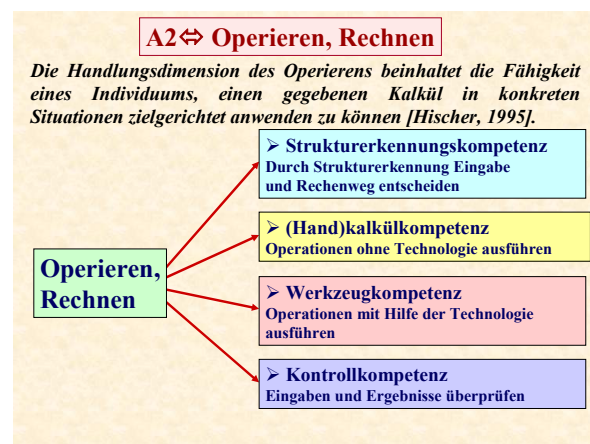 A2⇔ Operieren, Rechnen
Die Handlungsdimension des Operierens beinhaltet die Fähigkeit
eines Individuums, einen gegebenen Kalkül in konkreten
Situationen zielgerichtet anwenden zu können [Hischer, 1995].
➢ Strukturerkennungskompetenz
Durch Strukturerkennung Eingabe
und Rechenweg entscheiden
➢ (Hand)kalkülkompetenz
Operationen ohne Technologie ausführen
Operieren,
Rechnen
➢ Werkzeugkompetenz
Operationen mit Hilfe der Technologie
ausführen
➢ Kontrollkompetenz
Eingaben und Ergebnisse überprüfen